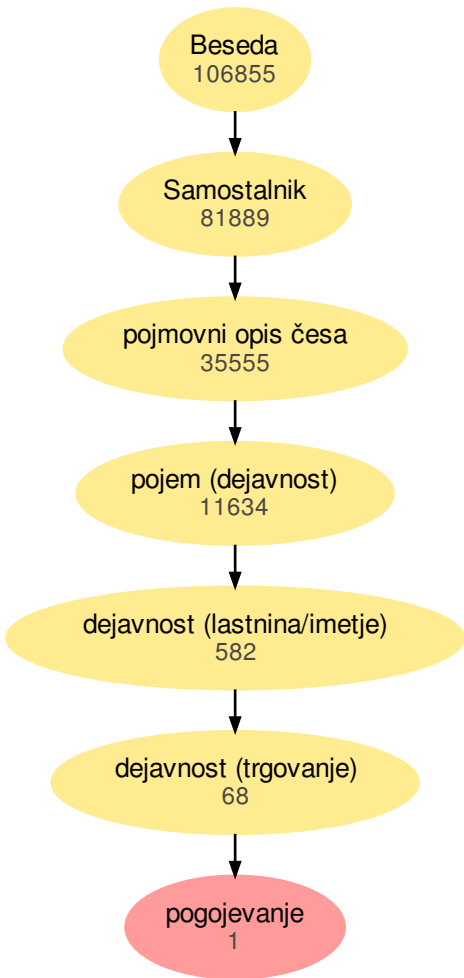 Beseda
106855
Samostalnik
81889
pojmovni opis česa
35555
pojem (dejavnost)
11634
dejavnost (lastnina/imetje)
582
dejavnost (trgovanje)
68
pogojevanje
1